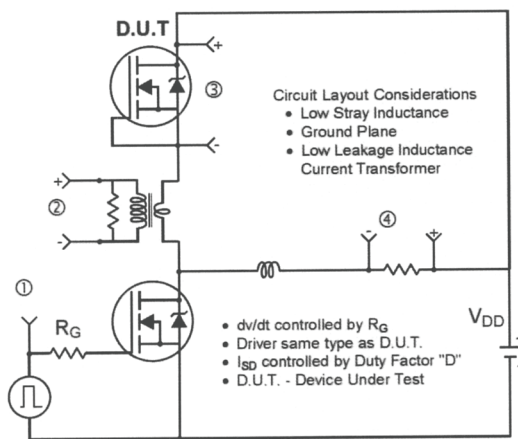 D.U.T
+
③
-
Circuit Layout Considerations
• Low Stray Inductance
• Ground Plane
• Low Leakage Inductance
Current Transformer
+
②
-
④
-
+
①
RG
VDD
• dv/dt controlled by RG
• Driver same type as D.U.T.
• ISD controlled by Duty Factor "D"
• D.U.T. - Device Under Test